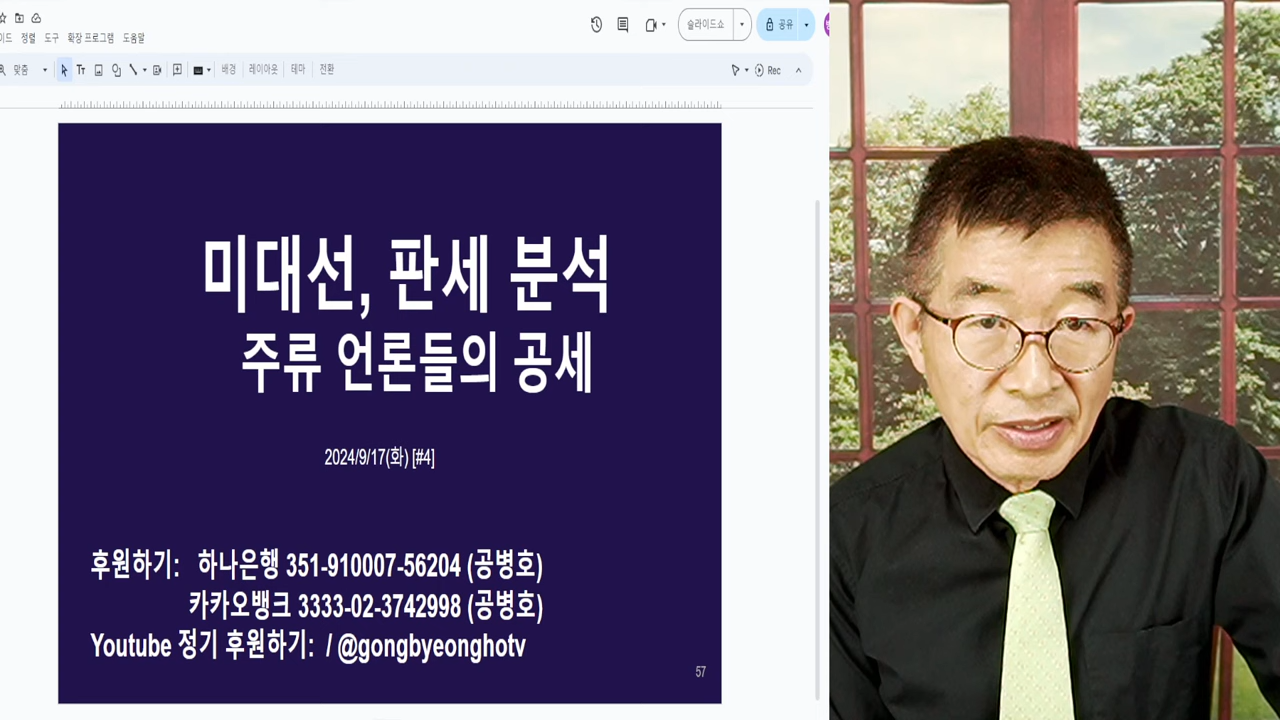 정렬 도구 확장 프로그램 도움말
슬라이드쇼 공유
맞춤 배경 레이아웃 테마 전환 Rec
미대선, 판세 분석
주류 언론들의 공세
2024/9/17(화) [#4]
후원하기: 하나은행 351-910007-56204 (공병호)
카카오뱅크 3333-02-3742998 (공병호)
Youtube 정기 후원하기: / @gongbyeonghotv
57